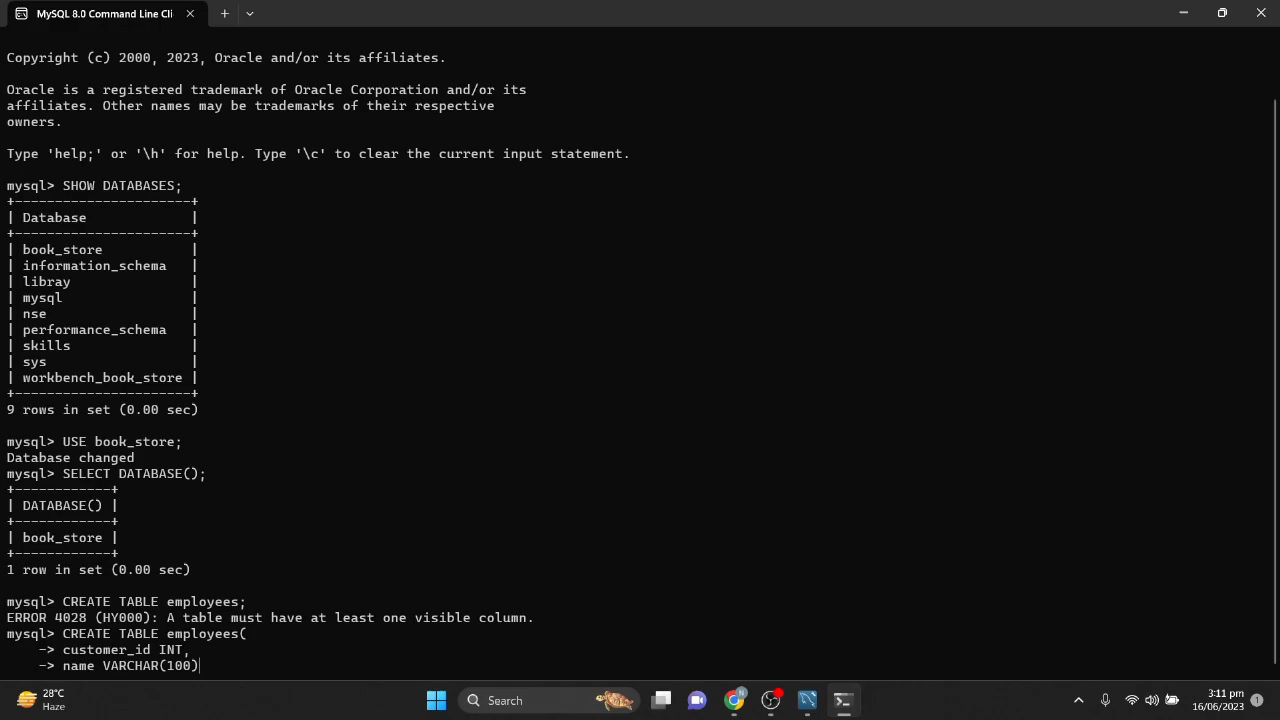 MySQL 8.0 Command Line Cli
Copyright (c) 2000, 2023, Oracle and/or its affiliates.
Oracle is a registered trademark of Oracle Corporation and/or its
affiliates. Other names may be trademarks of their respective
owners.
Type 'help;' or '\h' for help. Type '\c' to clear the current input statement.
mysql> SHOW DATABASES;
+----------------------+
| Database             |
+----------------------+
| book_store           |
| information_schema   |
| libray               |
| mysql                |
| nse                  |
| performance_schema   |
| skills               |
| sys                  |
| workbench_book_store |
+----------------------+
9 rows in set (0.00 sec)
mysql> USE book_store;
Database changed
mysql> SELECT DATABASE();
+------------+
| DATABASE() |
+------------+
| book_store |
+------------+
1 row in set (0.00 sec)
mysql> CREATE TABLE employees;
ERROR 4028 (HY000): A table must have at least one visible column.
mysql> CREATE TABLE employees(
    -> customer_id INT,
    -> name VARCHAR(100)
28°C
Haze
Search
N
3:11 pm
16/06/2023
1